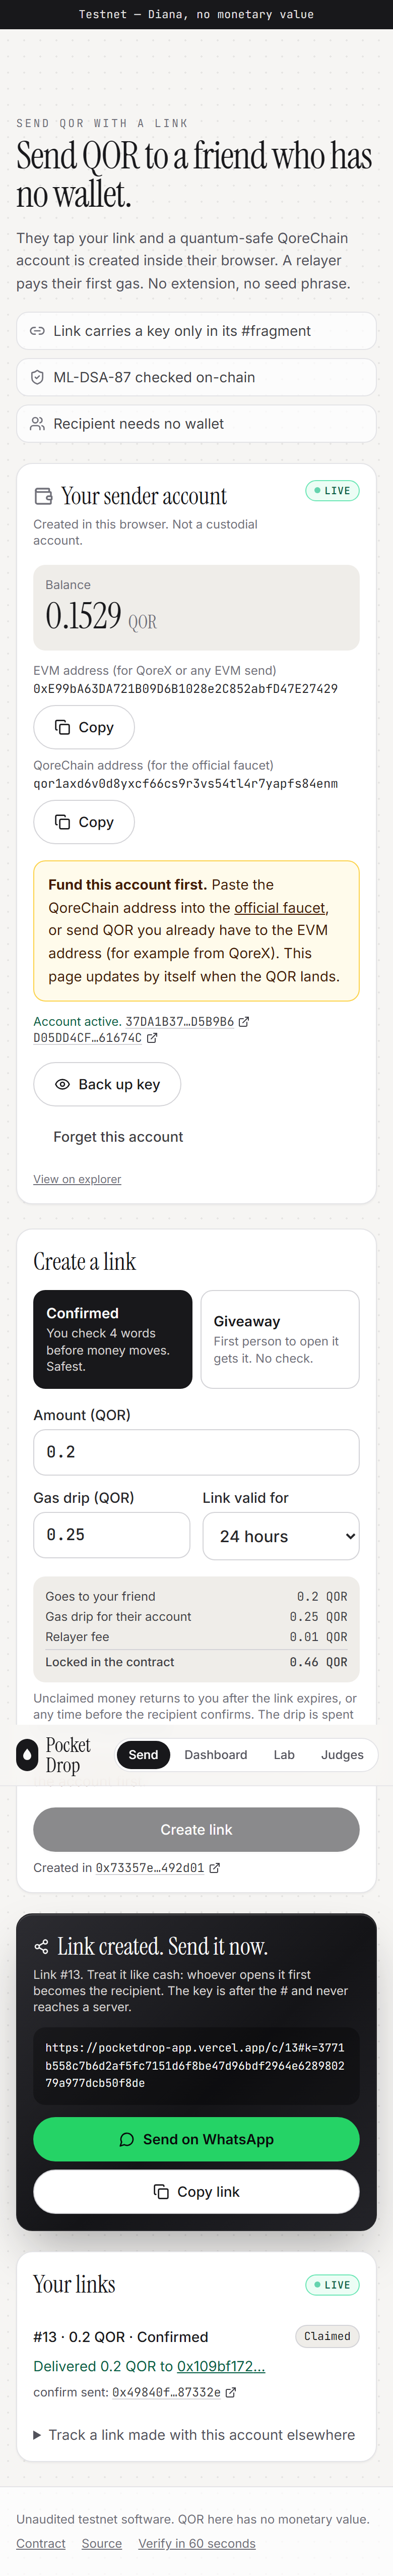 Testnet — Diana, no monetary value
SEND QOR WITH A LINK
Send QOR to a friend who has
no wallet.
They tap your link and a quantum-safe QoreChain
account is created inside their browser. A relayer
pays their first gas. No extension, no seed phrase.
Link carries a key only in its #fragment
ML-DSA-87 checked on-chain
Recipient needs no wallet
Your sender account
LIVE
Created in this browser. Not a custodial
account.
Balance
0.1529 QOR
EVM address (for QoreX or any EVM send)
0xE99bA63DA721B09D6B1028e2C852abfD47E27429
Copy
QoreChain address (for the official faucet)
qor1axd6v0d8yxcf66cs9r3vs54tl4r7yapfs84enm
Copy
Fund this account first. Paste the
QoreChain address into the official faucet,
or send QOR you already have to the EVM
address (for example from QoreX). This
page updates by itself when the QOR lands.
Account active. 37DA1B37…D5B9B6
D05DD4CF…61674C
Back up key
Forget this account
View on explorer
Create a link
Confirmed
You check 4 words
before money moves.
Safest.
Giveaway
First person to open it
gets it. No check.
Amount (QOR)
0.2
Gas drip (QOR)
Link valid for
0.25
24 hours
Goes to your friend 0.2 QOR
Gas drip for their account 0.25 QOR
Relayer fee 0.01 QOR
Locked in the contract 0.46 QOR
Unclaimed money returns to you after the link expires, or
any time before the recipient confirms. The drip is spent
Pocket
Drop
Send Dashboard Lab Judges
Create link
Created in 0x73357e…492d01
Link created. Send it now.
Link #13. Treat it like cash: whoever opens it first
becomes the recipient. The key is after the # and never
reaches a server.
https://pocketdrop-app.vercel.app/c/13#k=3771
b558c7b6d2af5fc7151d6f8be47d96bdf2964e6289802
79a977dcb50f8de
Send on WhatsApp
Copy link
Your links
LIVE
#13 · 0.2 QOR · Confirmed
Claimed
Delivered 0.2 QOR to 0x109bf172…
confirm sent: 0x49840f…87332e
Track a link made with this account elsewhere
Unaudited testnet software. QOR here has no monetary value.
Contract Source Verify in 60 seconds